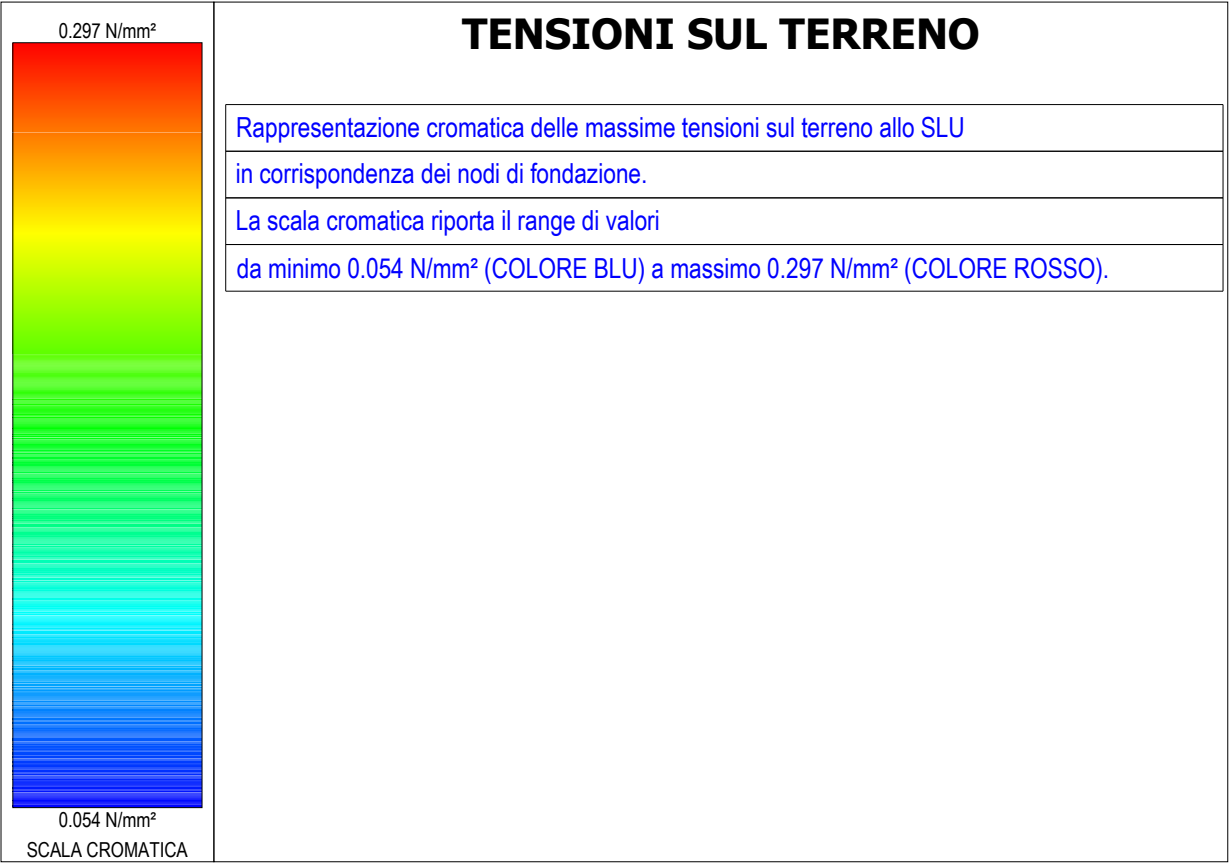 0.297 N/mm²
TENSIONI SUL TERRENO
Rappresentazione cromatica delle massime tensioni sul terreno allo SLU
in corrispondenza dei nodi di fondazione.
La scala cromatica riporta il range di valori
da minimo 0.054 N/mm² (COLORE BLU) a massimo 0.297 N/mm² (COLORE ROSSO).
0.054 N/mm²
SCALA CROMATICA